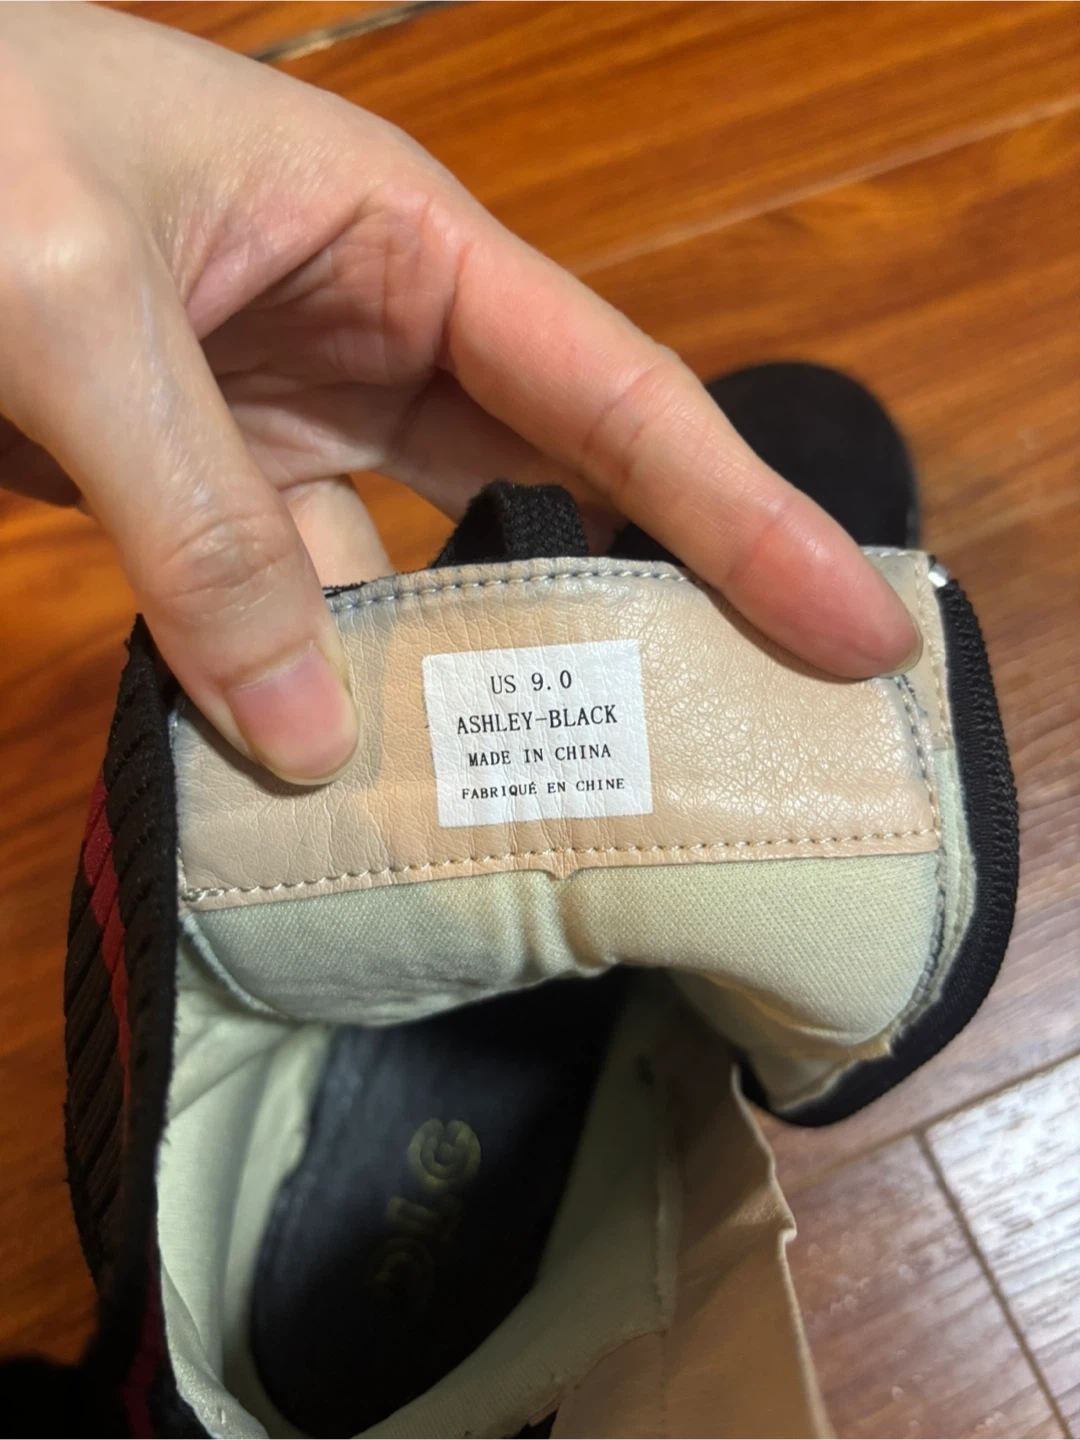 US 9.0
ASHLEY-BLACK
MADE IN CHINA
FABRIQUÉ EN CHINE